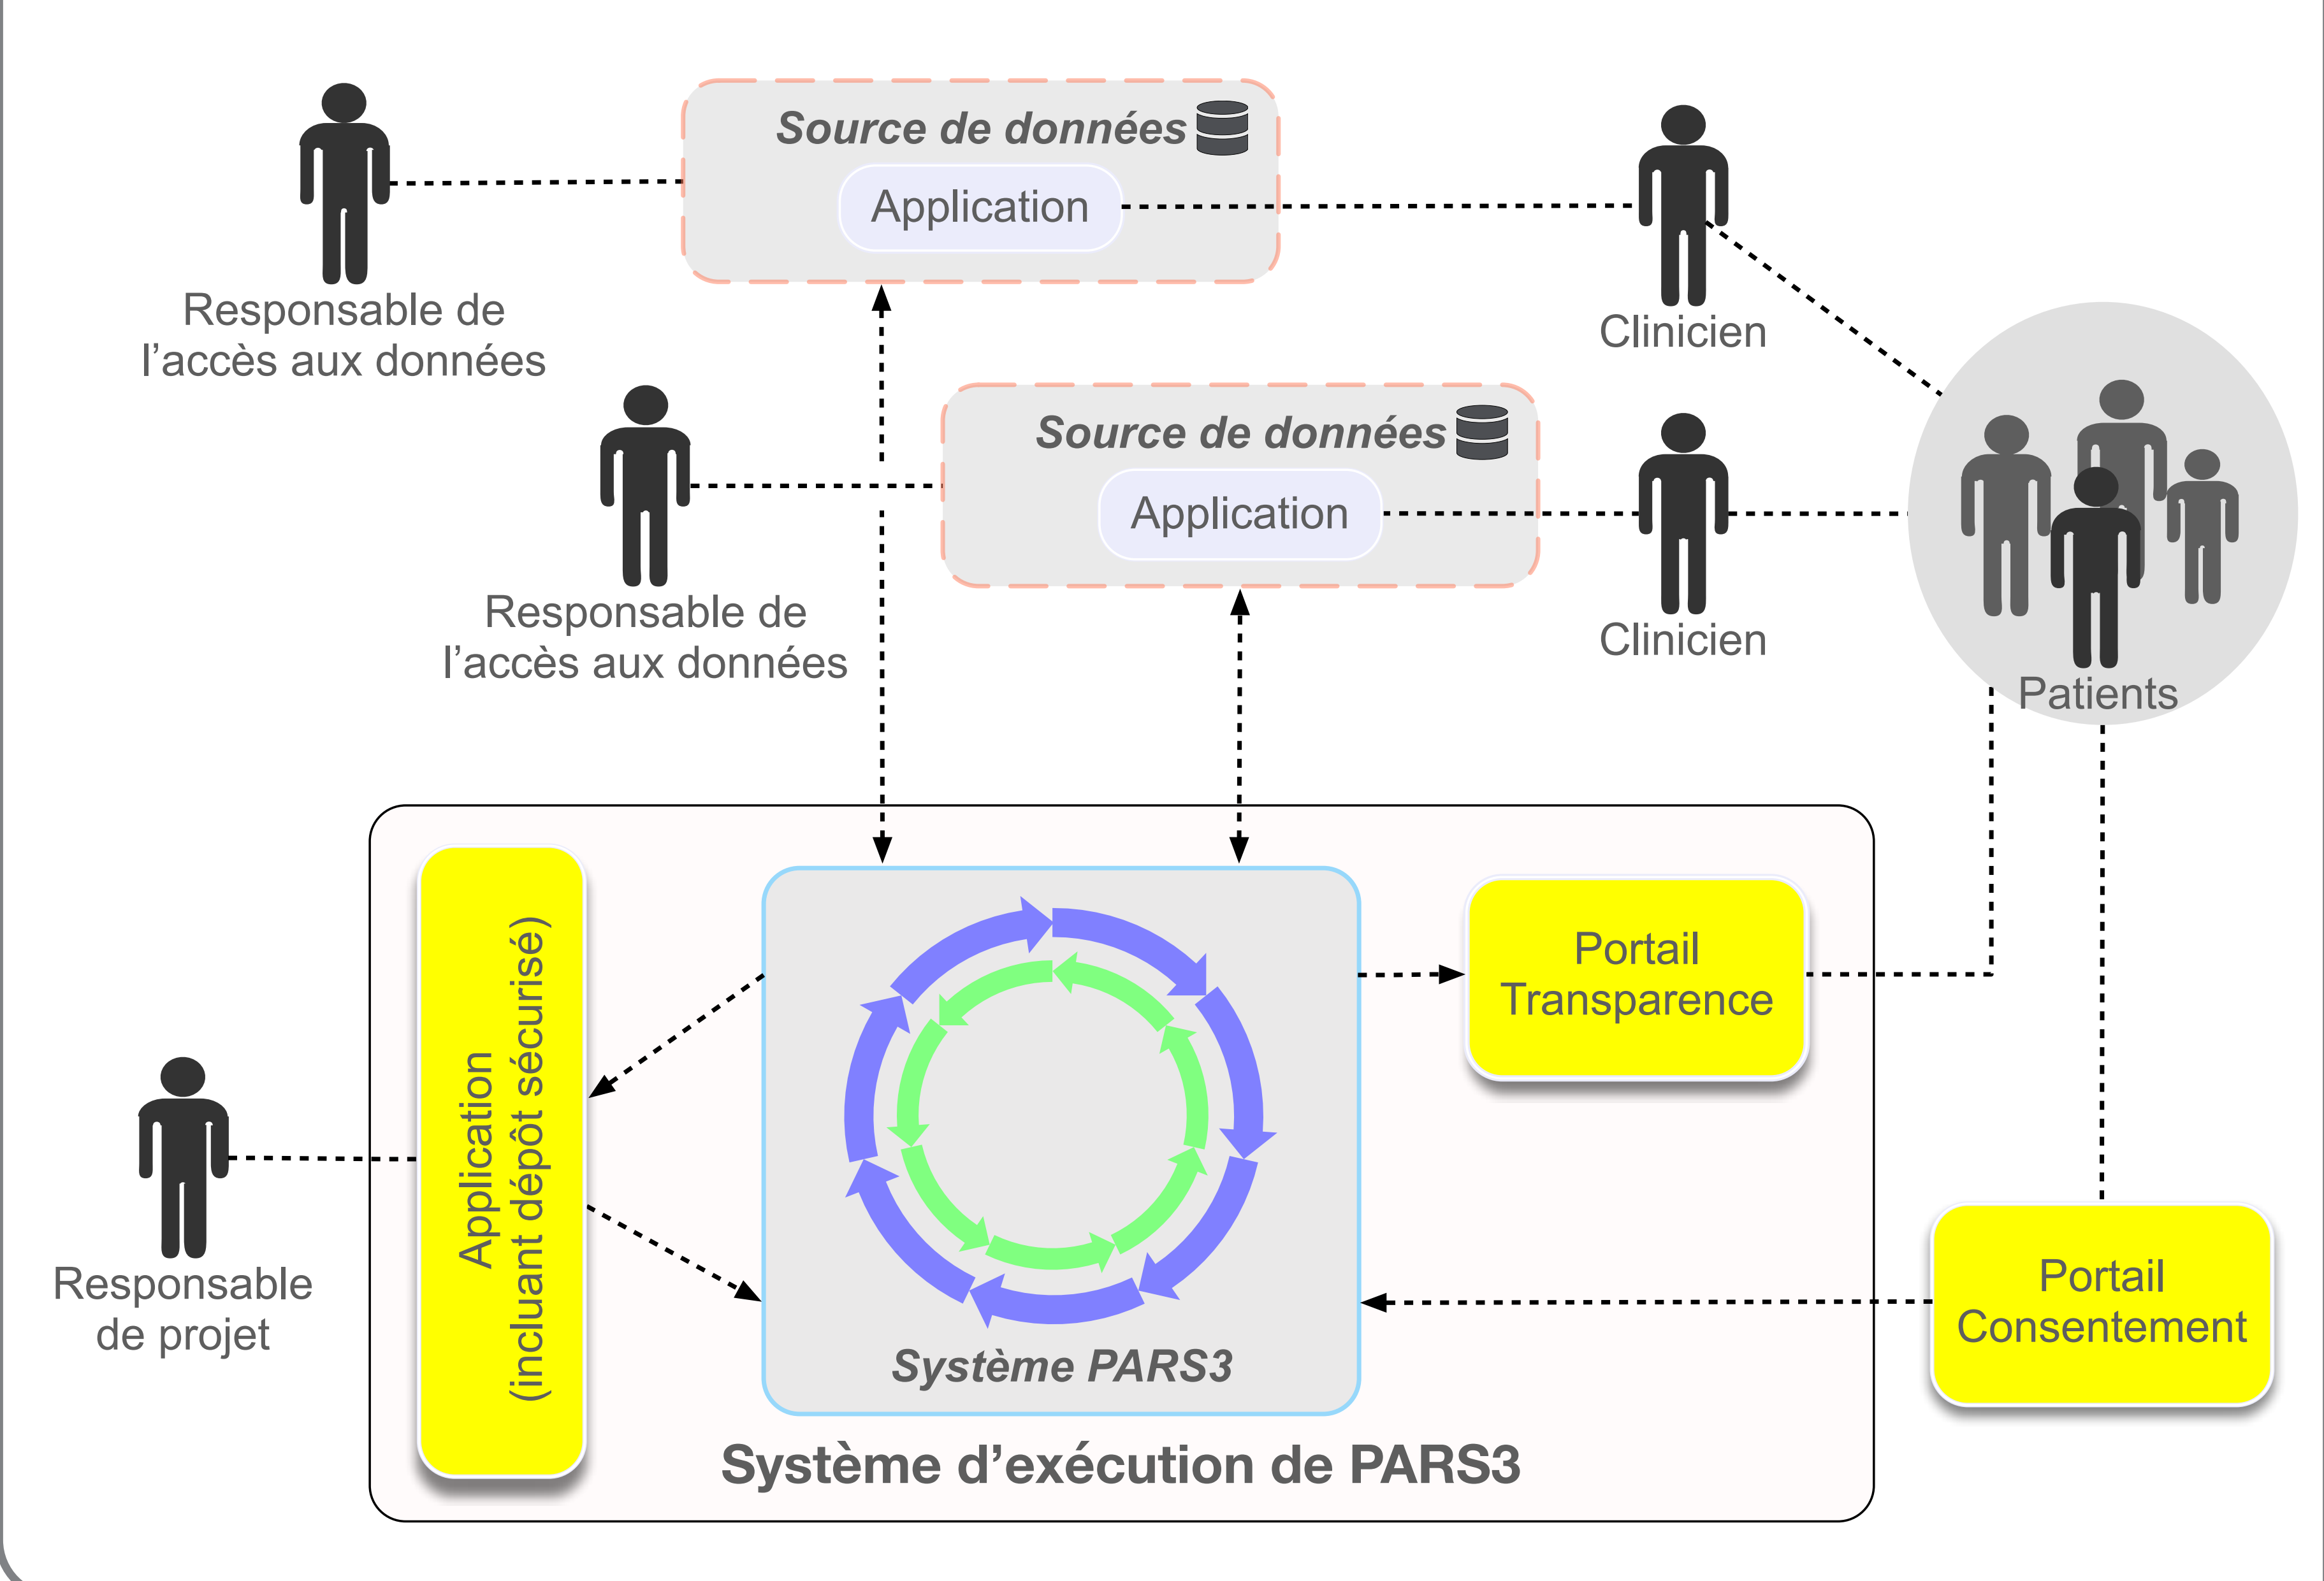 Source de données
Application
Responsable de
l'accès aux données
Clinicien
Source de données
Application
Responsable de
l'accès aux données
Clinicien
Patients
Application
(incluant dépôt sécurisé)
Portail
Transparence
Responsable
de projet
Portail
Consentement
Système PARS3
Système d'exécution de PARS3